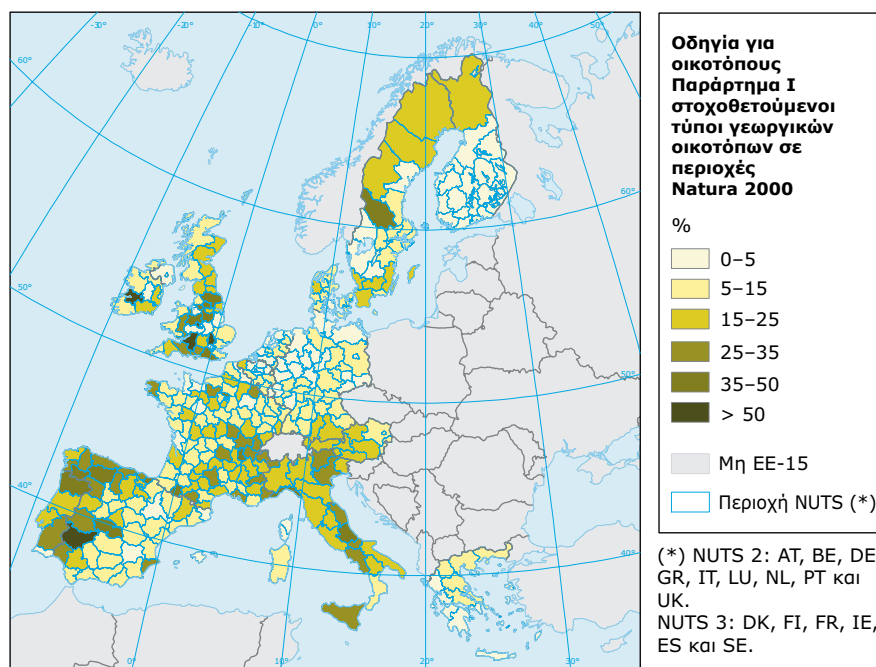 -30°
-20°
-10°
0°
10°
20°
30°
40°
50°
60°
60°
50°
40°
60°
50°
40°
0°
10°
20°
30°
Οδηγία για
οικοτόπους
Παράρτημα I
στοχοθετούμενοι
τύποι γεωργικών
οικοτόπων σε
περιοχές
Natura 2000
%
0–5
5–15
15–25
25–35
35–50
> 50
Μη ΕΕ-15
Περιοχή NUTS (*)
(*) NUTS 2: AT, BE, DE
GR, IT, LU, NL, PT και
UK.
NUTS 3: DK, FI, FR, IE,
ES και SE.